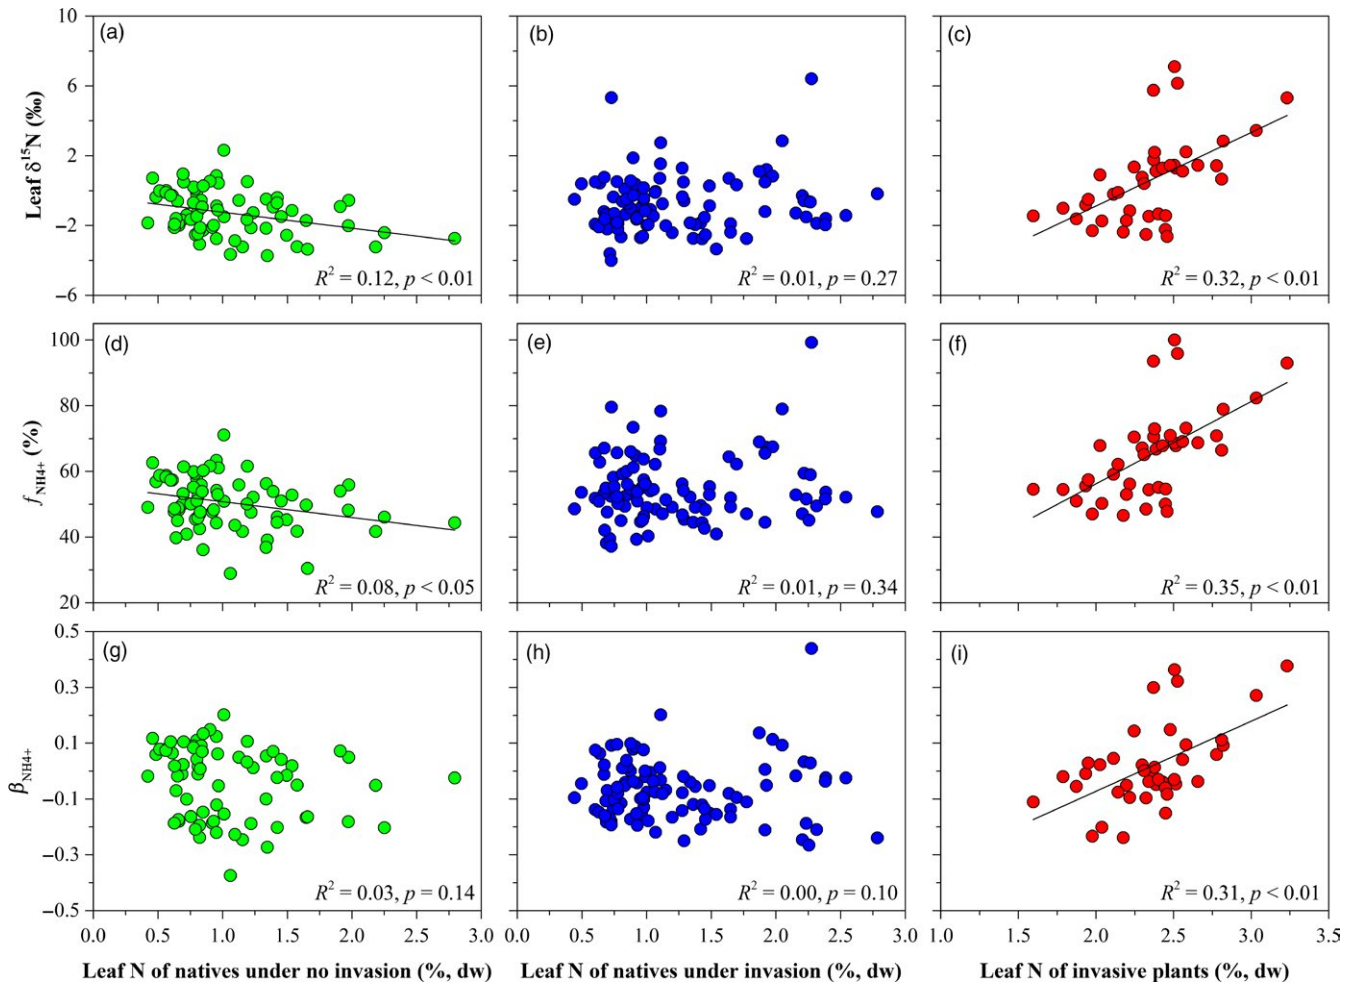 (a)
(b)
(c)
Leaf δ¹⁵N (‰)
10
6
2
−2
−6
R² = 0.12, p < 0.01
R² = 0.01, p = 0.27
R² = 0.32, p < 0.01
(d)
(e)
(f)
f NH4+ (%)
100
80
60
40
20
R² = 0.08, p < 0.05
R² = 0.01, p = 0.34
R² = 0.35, p < 0.01
(g)
(h)
(i)
β NH4+
0.5
0.3
0.1
−0.1
−0.3
−0.5
R² = 0.03, p = 0.14
R² = 0.00, p = 0.10
R² = 0.31, p < 0.01
0.0 0.5 1.0 1.5 2.0 2.5 3.0
0.5 1.0 1.5 2.0 2.5 3.0
1.0 1.5 2.0 2.5 3.0 3.5
Leaf N of natives under no invasion (%, dw)
Leaf N of natives under invasion (%, dw)
Leaf N of invasive plants (%, dw)